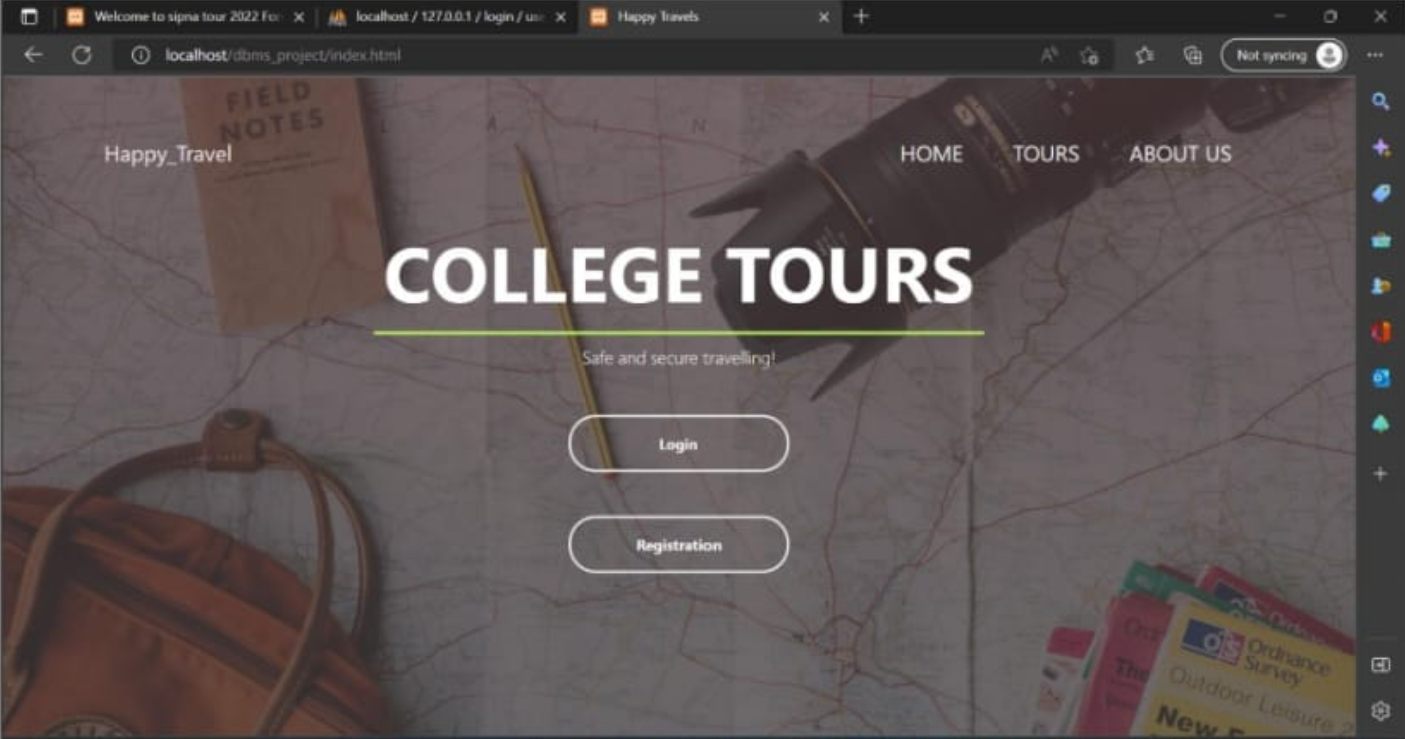 Welcome to sipna tour 2022 For
localhost / 127.0.0.1 / login / us
Happy Travels
localhost/dbms_project/index.html
Not syncing
FIELD
NOTES
Happy_Travel
HOME
TOURS
ABOUT US
COLLEGE TOURS
Safe and secure travelling!
Login
Registration
Ordnance
Survey
Outdoor Leisure 2
The
New